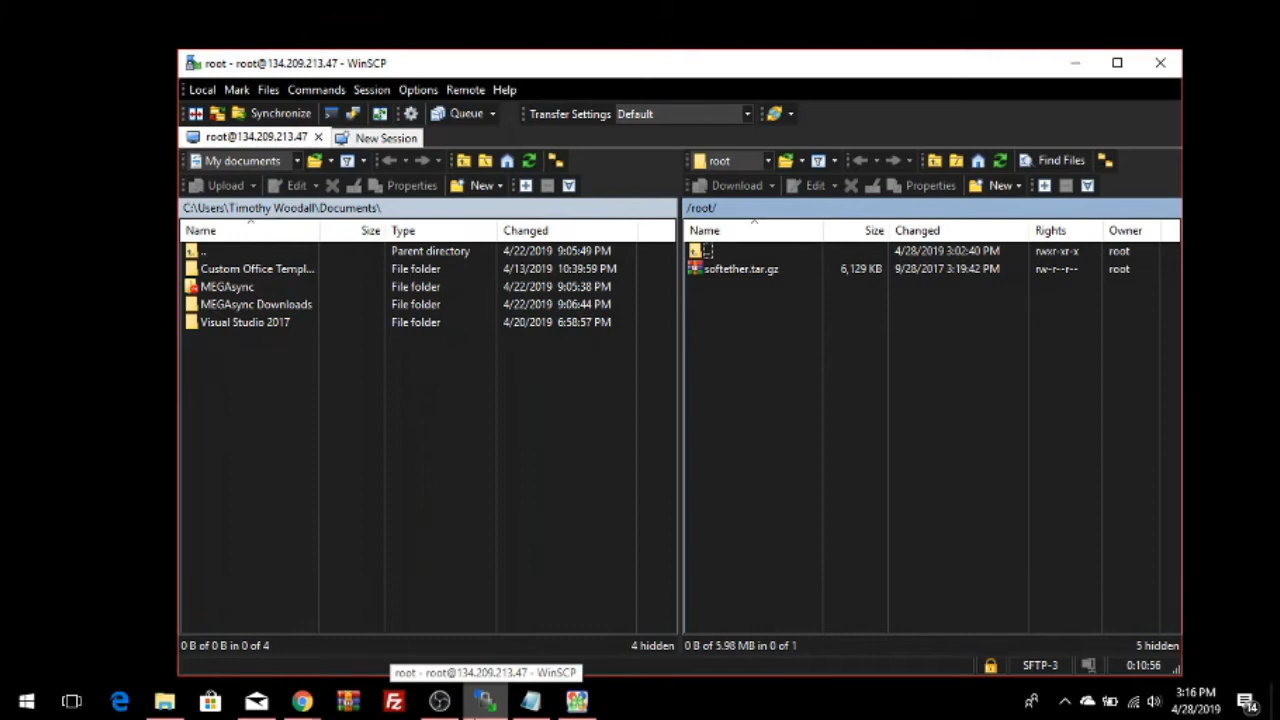 root - root@134.209.213.47 - WinSCP
Local Mark Files Commands Session Options Remote Help
Synchronize Queue Transfer Settings Default
root@134.209.213.47 New Session
My documents root Find Files
Upload Edit Properties New Download Edit Properties New
C:\Users\Timothy Woodall\Documents\ /root/
Name Size Type Changed Name Size Changed Rights Owner
.. Parent directory 4/22/2019 9:05:49 PM .. 4/28/2019 3:02:40 PM rwxr-xr-x root
Custom Office Templ... File folder 4/13/2019 10:39:59 PM softether.tar.gz 6,129 KB 9/28/2017 3:19:42 PM rw-r--r-- root
MEGAsync File folder 4/22/2019 9:05:38 PM
MEGAsync Downloads File folder 4/22/2019 9:06:44 PM
Visual Studio 2017 File folder 4/20/2019 6:58:57 PM
0 B of 0 B in 0 of 4 4 hidden 0 B of 5.98 MB in 0 of 1 5 hidden
SFTP-3 0:10:56
root - root@134.209.213.47 - WinSCP
3:16 PM
4/28/2019
14